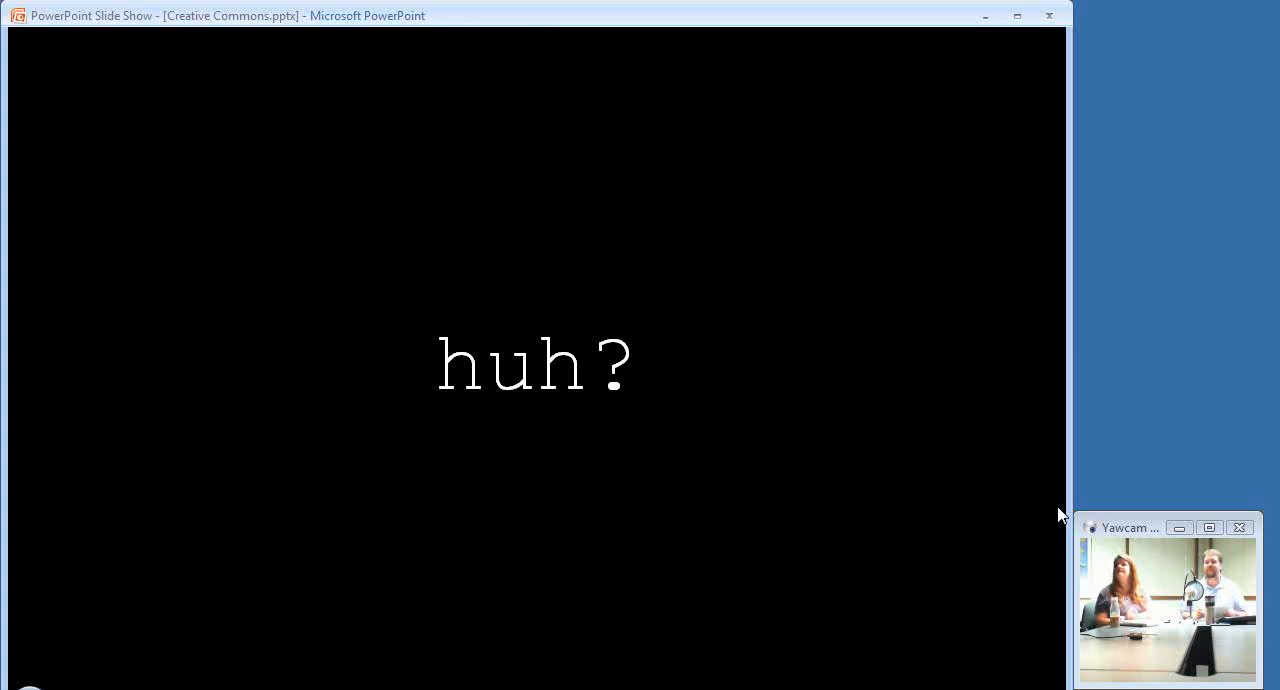 PowerPoint Slide Show - [Creative Commons.pptx] - Microsoft PowerPoint
huh?
Yawcam ...